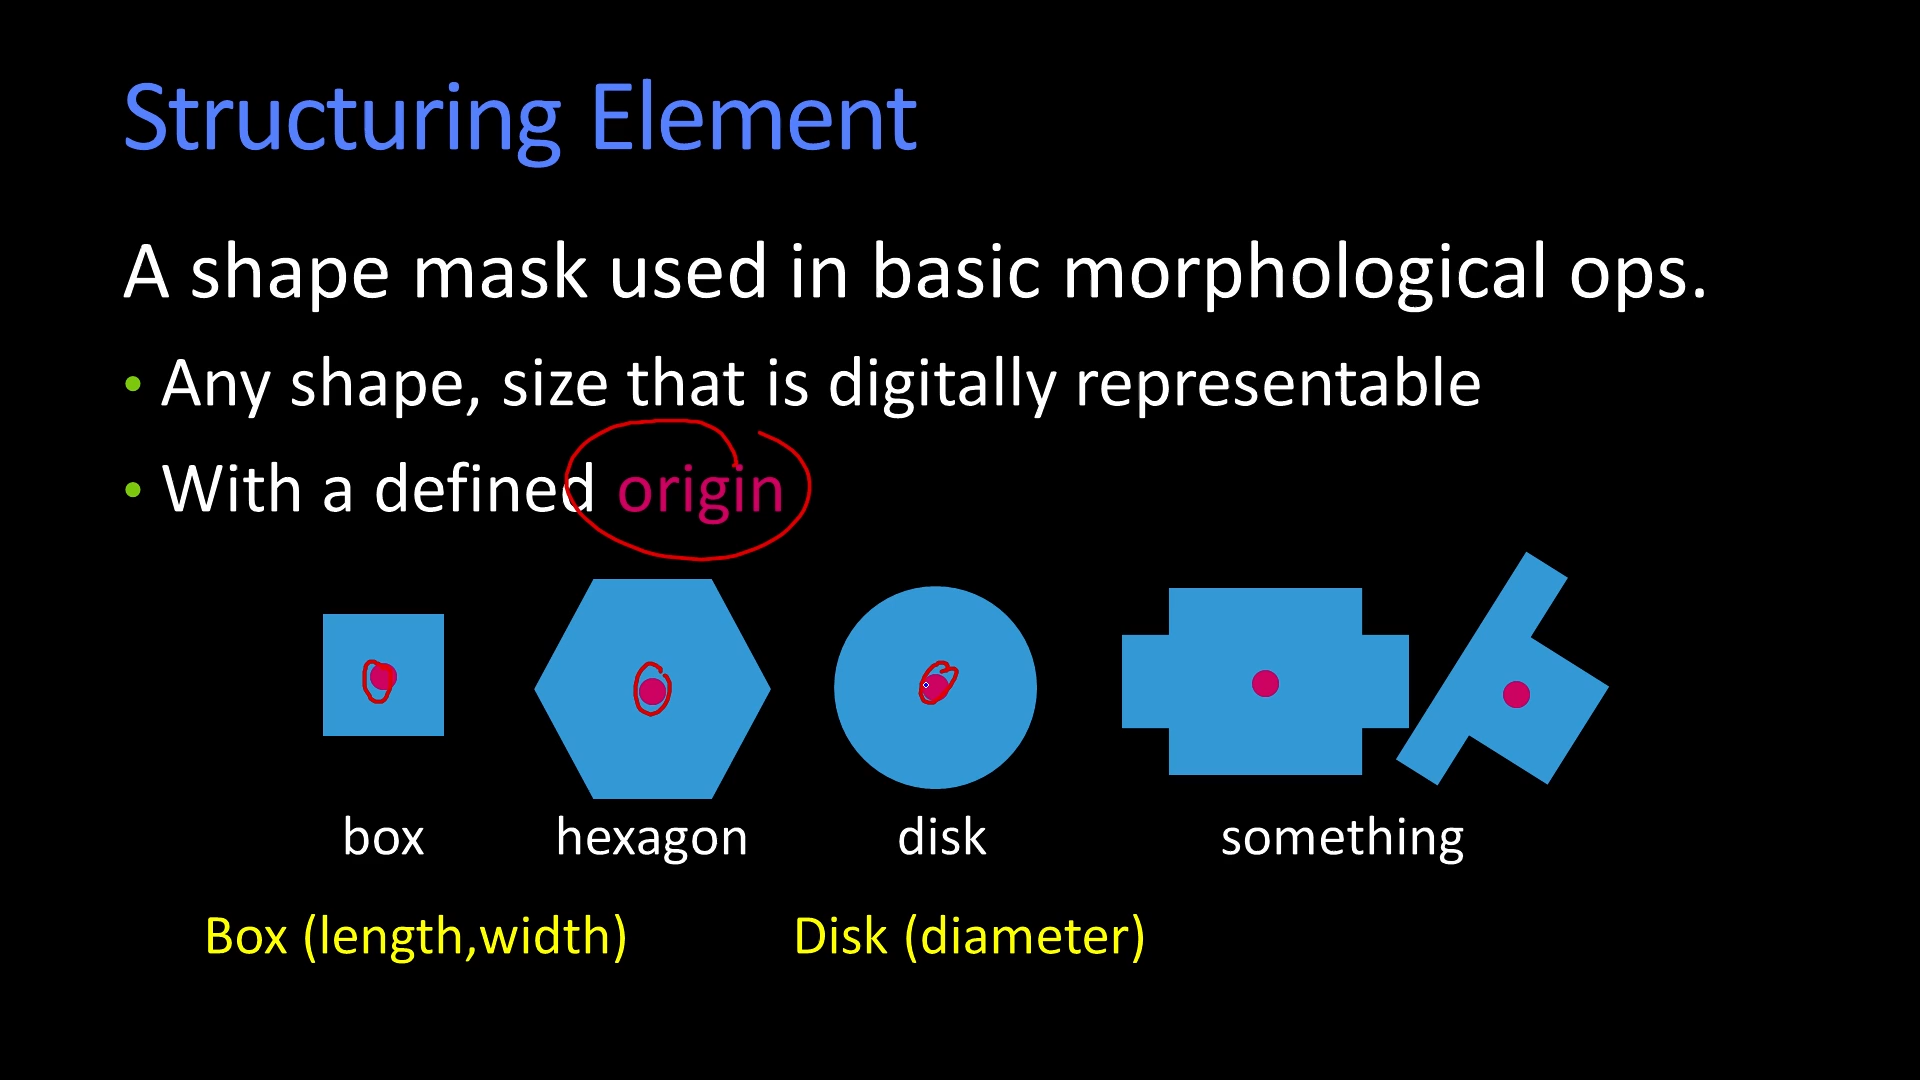 Structuring Element
A shape mask used in basic morphological ops.
• Any shape, size that is digitally representable
• With a defined origin
box hexagon disk something
Box (length,width) Disk (diameter)